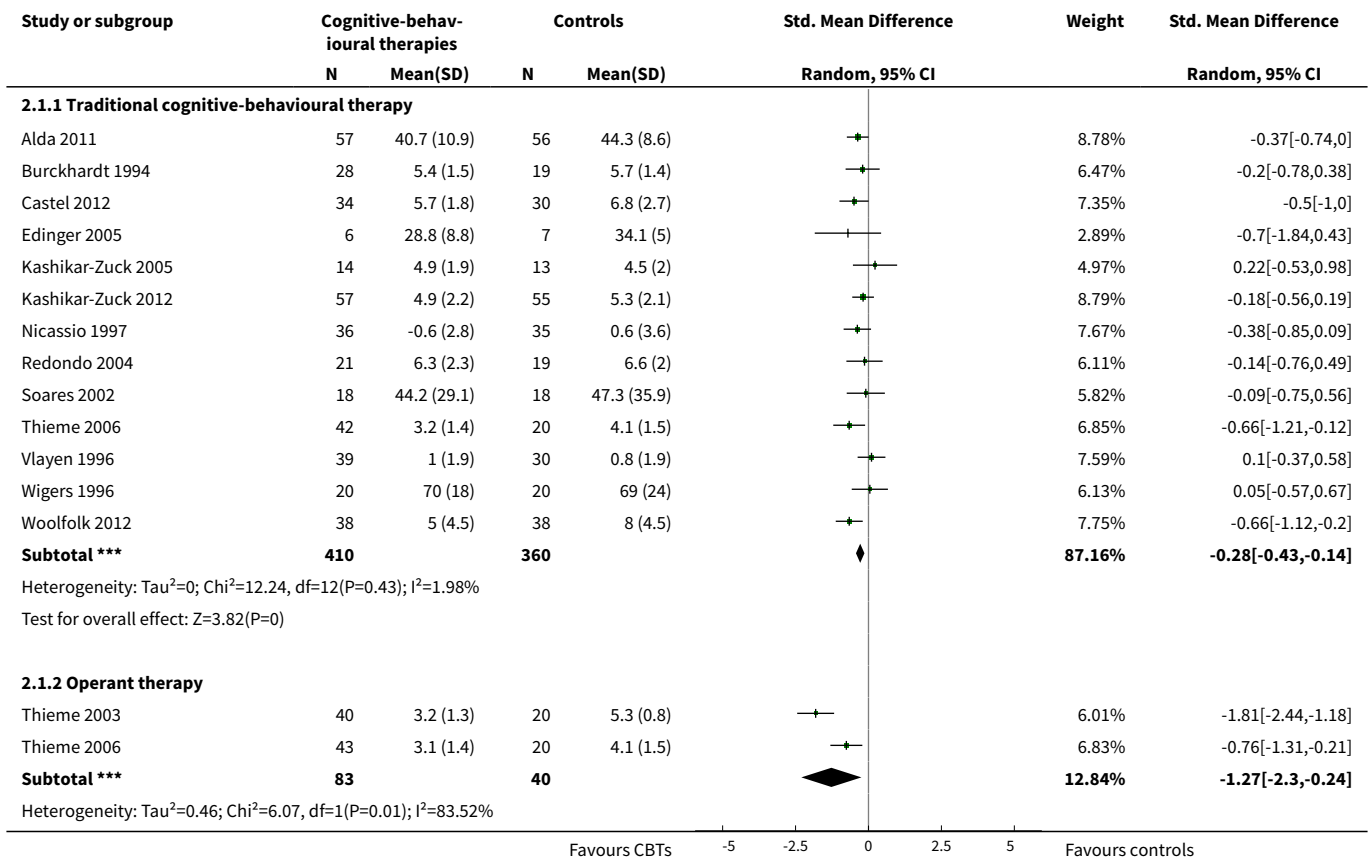 Study or subgroup Cognitive-behav- Controls Std. Mean Difference Weight Std. Mean Difference
ioural therapies
N Mean(SD) N Mean(SD) Random, 95% CI Random, 95% CI
2.1.1 Traditional cognitive-behavioural therapy
Alda 2011 57 40.7 (10.9) 56 44.3 (8.6) 8.78% -0.37[-0.74,0]
Burckhardt 1994 28 5.4 (1.5) 19 5.7 (1.4) 6.47% -0.2[-0.78,0.38]
Castel 2012 34 5.7 (1.8) 30 6.8 (2.7) 7.35% -0.5[-1,0]
Edinger 2005 6 28.8 (8.8) 7 34.1 (5) 2.89% -0.7[-1.84,0.43]
Kashikar-Zuck 2005 14 4.9 (1.9) 13 4.5 (2) 4.97% 0.22[-0.53,0.98]
Kashikar-Zuck 2012 57 4.9 (2.2) 55 5.3 (2.1) 8.79% -0.18[-0.56,0.19]
Nicassio 1997 36 -0.6 (2.8) 35 0.6 (3.6) 7.67% -0.38[-0.85,0.09]
Redondo 2004 21 6.3 (2.3) 19 6.6 (2) 6.11% -0.14[-0.76,0.49]
Soares 2002 18 44.2 (29.1) 18 47.3 (35.9) 5.82% -0.09[-0.75,0.56]
Thieme 2006 42 3.2 (1.4) 20 4.1 (1.5) 6.85% -0.66[-1.21,-0.12]
Vlayen 1996 39 1 (1.9) 30 0.8 (1.9) 7.59% 0.1[-0.37,0.58]
Wigers 1996 20 70 (18) 20 69 (24) 6.13% 0.05[-0.57,0.67]
Woolfolk 2012 38 5 (4.5) 38 8 (4.5) 7.75% -0.66[-1.12,-0.2]
Subtotal *** 410 360 87.16% -0.28[-0.43,-0.14]
Heterogeneity: Tau²=0; Chi²=12.24, df=12(P=0.43); I²=1.98%
Test for overall effect: Z=3.82(P=0)
2.1.2 Operant therapy
Thieme 2003 40 3.2 (1.3) 20 5.3 (0.8) 6.01% -1.81[-2.44,-1.18]
Thieme 2006 43 3.1 (1.4) 20 4.1 (1.5) 6.83% -0.76[-1.31,-0.21]
Subtotal *** 83 40 12.84% -1.27[-2.3,-0.24]
Heterogeneity: Tau²=0.46; Chi²=6.07, df=1(P=0.01); I²=83.52%
Favours CBTs -5 -2.5 0 2.5 5 Favours controls